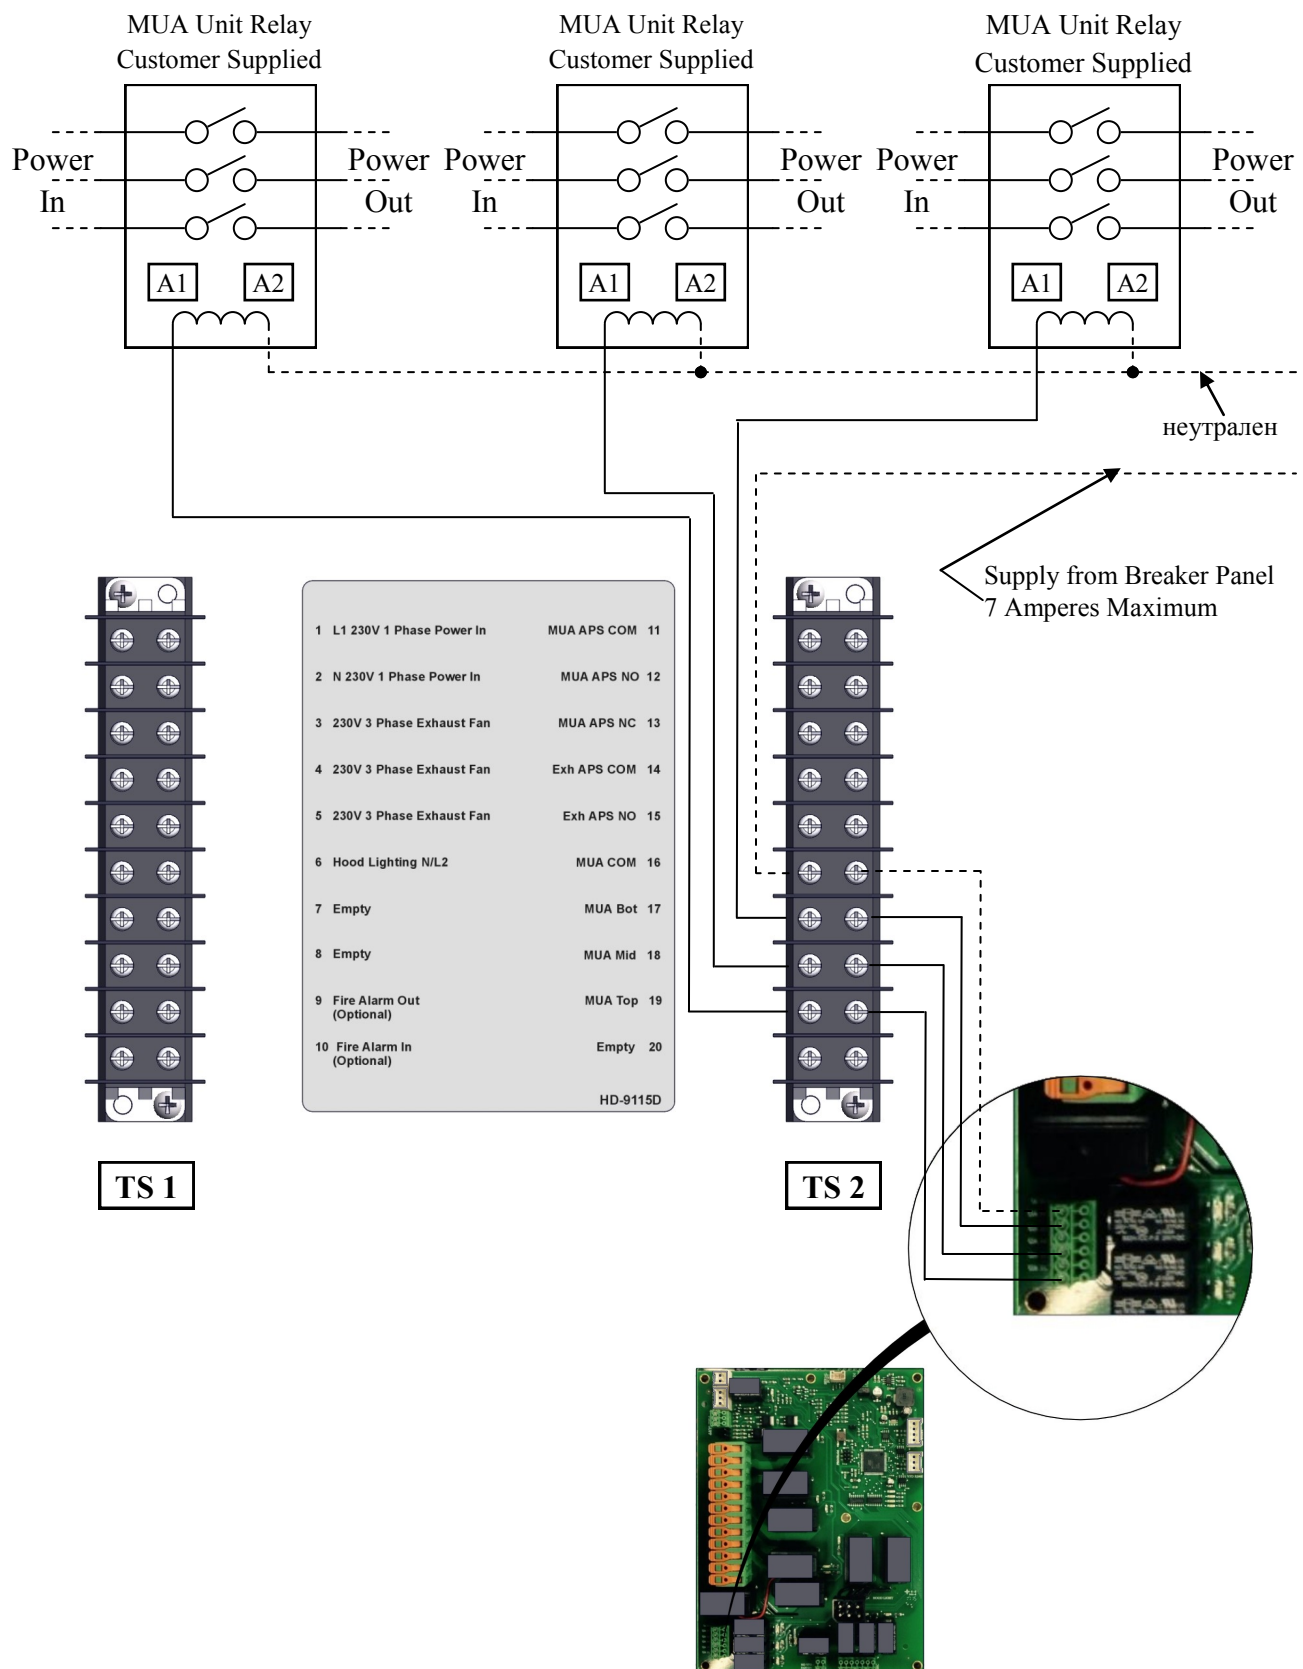 MUA Unit Relay
Customer Supplied
MUA Unit Relay
Customer Supplied
MUA Unit Relay
Customer Supplied
Power
In
Power
Out
Power
In
Power
Out
Power
In
Power
Out
A1
A2
A1
A2
A1
A2
неутрален
Supply from Breaker Panel
7 Amperes Maximum
1 L1 230V 1 Phase Power In
MUA APS COM 11
2 N 230V 1 Phase Power In
MUA APS NO 12
3 230V 3 Phase Exhaust Fan
MUA APS NC 13
4 230V 3 Phase Exhaust Fan
Exh APS COM 14
5 230V 3 Phase Exhaust Fan
Exh APS NO 15
6 Hood Lighting N/L2
MUA COM 16
7 Empty
MUA Bot 17
8 Empty
MUA Mid 18
9 Fire Alarm Out
(Optional)
MUA Top 19
10 Fire Alarm In
(Optional)
Empty 20
HD-9115D
TS 1
TS 2